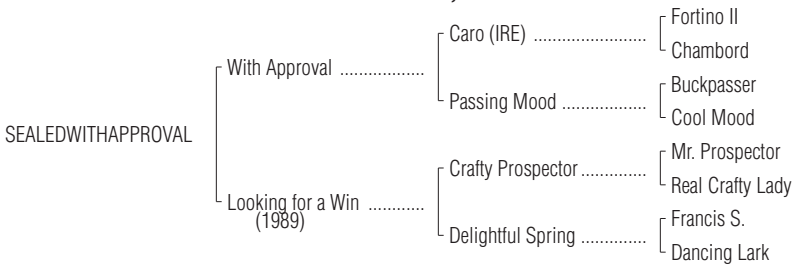 Fortino II
Caro (IRE) ......................
Chambord
With Approval ..................
Buckpasser
Passing Mood .................
Cool Mood
SEALEDWITHAPPROVAL
Mr. Prospector
Crafty Prospector .............
Real Crafty Lady
Looking for a Win ............
(1989)
Francis S.
Delightful Spring ..............
Dancing Lark